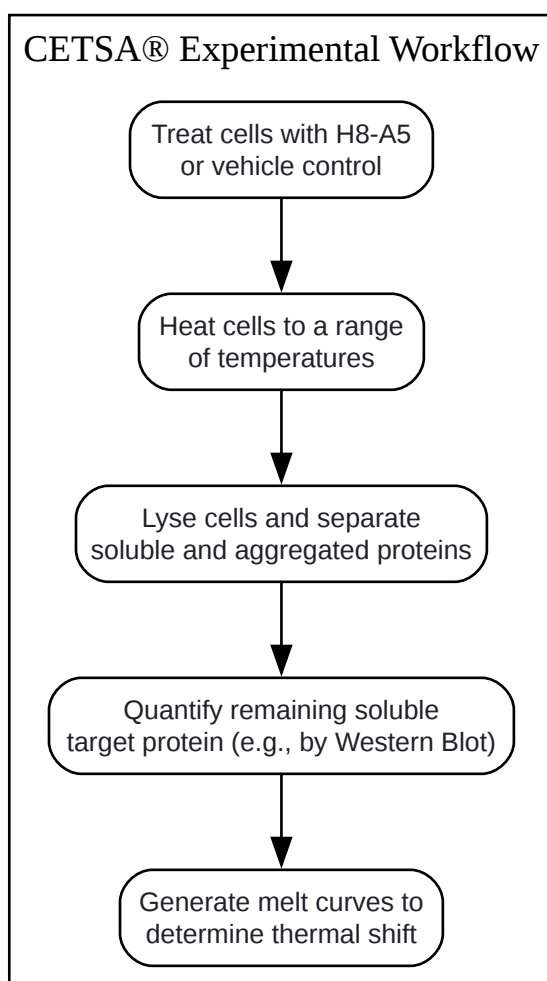 CETSA® Experimental Workflow
Treat cells with H8-A5
or vehicle control
Heat cells to a range
of temperatures
Lyse cells and separate
soluble and aggregated proteins
Quantify remaining soluble
target protein (e.g., by Western Blot)
Generate melt curves to
determine thermal shift